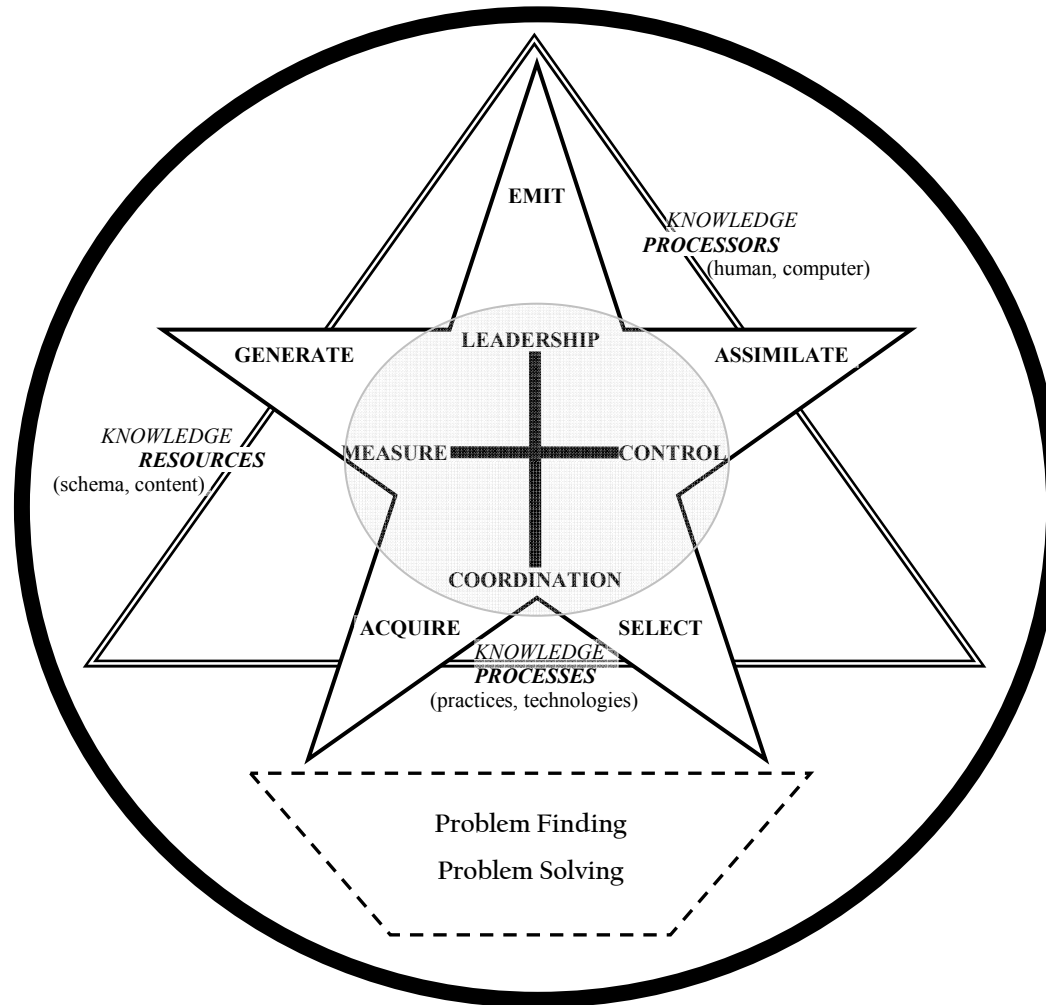 EMIT
KNOWLEDGE
PROCESSORS
(human, computer)
LEADERSHIP
GENERATE
ASSIMILATE
KNOWLEDGE
RESOURCES
(schema, content)
MEASURE
CONTROL
COORDINATION
ACQUIRE
SELECT
KNOWLEDGE
PROCESSES
(practices, technologies)
Problem Finding
Problem Solving